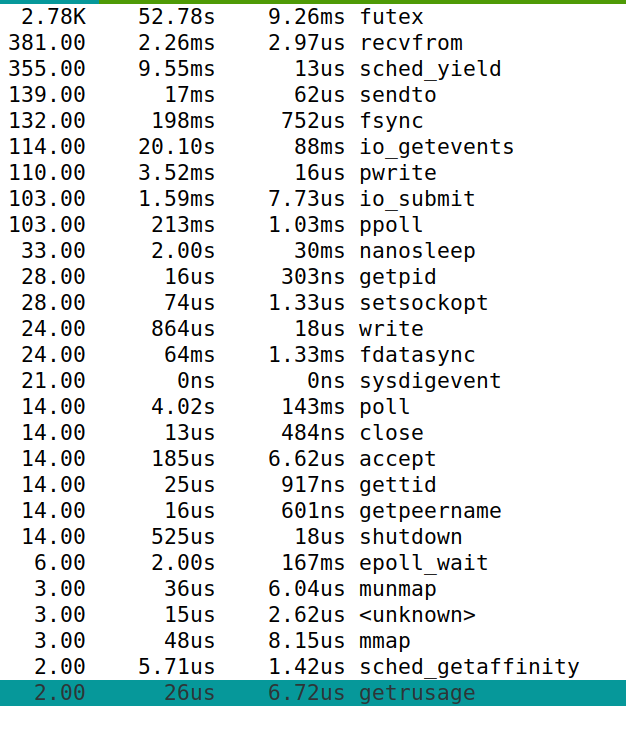 2.78K 52.78s 9.26ms futex
381.00 2.26ms 2.97us recvfrom
355.00 9.55ms 13us sched_yield
139.00 17ms 62us sendto
132.00 198ms 752us fsync
114.00 20.10s 88ms io_getevents
110.00 3.52ms 16us pwrite
103.00 1.59ms 7.73us io_submit
103.00 213ms 1.03ms ppoll
33.00 2.00s 30ms nanosleep
28.00 16us 303ns getpid
28.00 74us 1.33us setsockopt
24.00 864us 18us write
24.00 64ms 1.33ms fdatasync
21.00 0ns 0ns sysdigevent
14.00 4.02s 143ms poll
14.00 13us 484ns close
14.00 185us 6.62us accept
14.00 25us 917ns gettid
14.00 16us 601ns getpeername
14.00 525us 18us shutdown
6.00 2.00s 167ms epoll_wait
3.00 36us 6.04us munmap
3.00 15us 2.62us <unknown>
3.00 48us 8.15us mmap
2.00 5.71us 1.42us sched_getaffinity
2.00 26us 6.72us getrusage